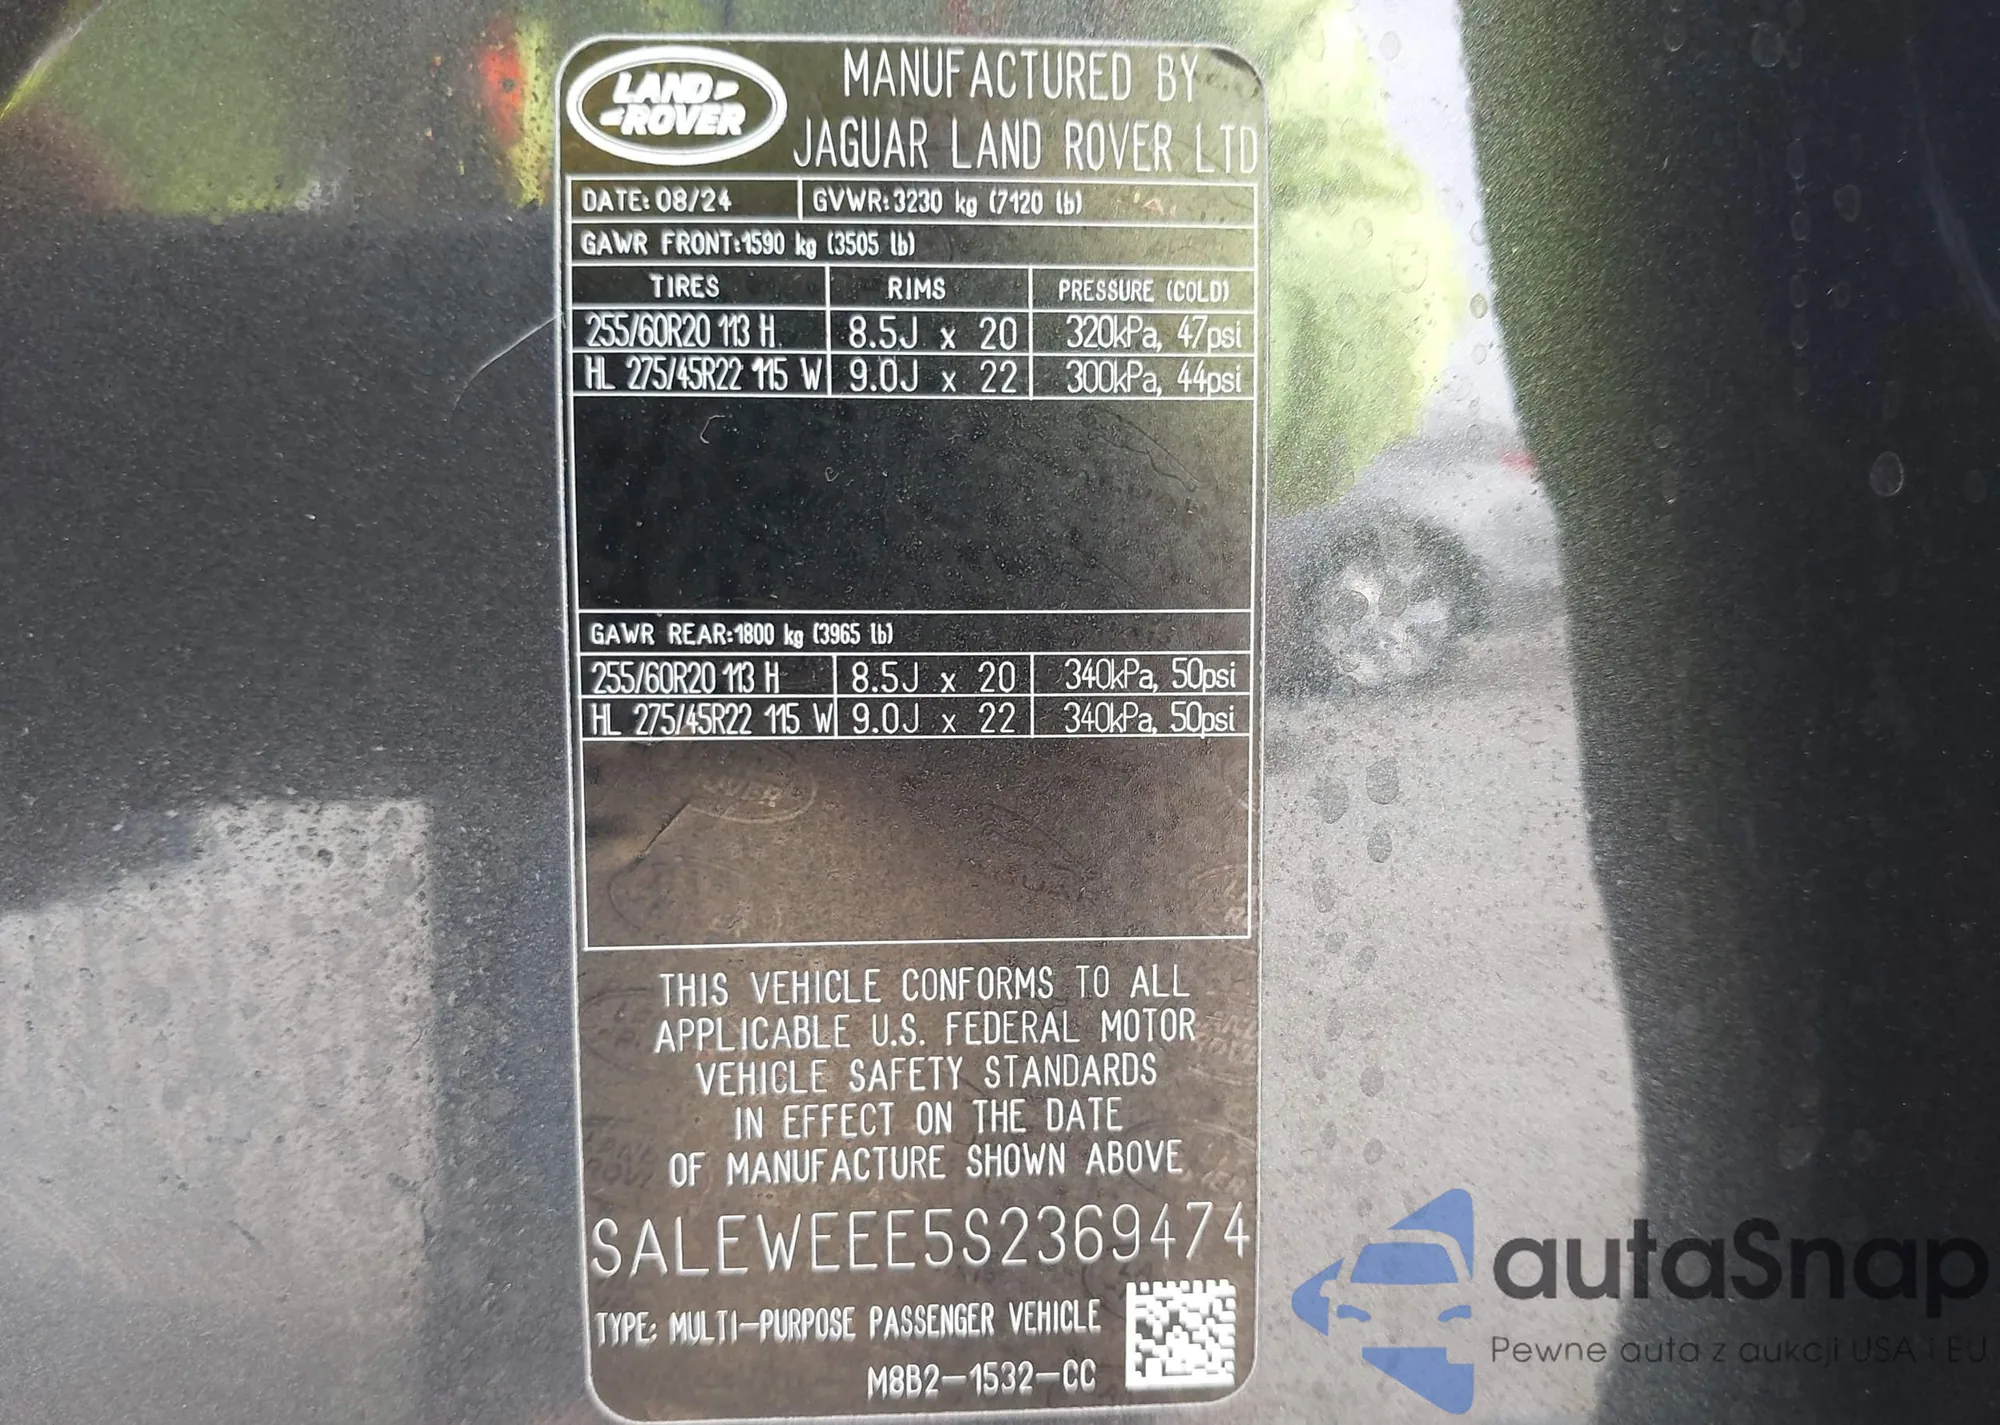 LAND ROVER
MANUFACTURED BY
JAGUAR LAND ROVER LTD
DATE: 08/24 GVWR: 3230 kg (7120 lb)
GAWR FRONT: 1590 kg (3505 lb)
TIRES RIMS PRESSURE (COLD)
255/60R20 113 H 8.5J x 20 320kPa, 47psi
HL 275/45R22 115 W 9.0J x 22 300kPa, 44psi
GAWR REAR: 1800 kg (3965 lb)
255/60R20 113 H 8.5J x 20 340kPa, 50psi
HL 275/45R22 115 W 9.0J x 22 340kPa, 50psi
THIS VEHICLE CONFORMS TO ALL
APPLICABLE U.S. FEDERAL MOTOR
VEHICLE SAFETY STANDARDS
IN EFFECT ON THE DATE
OF MANUFACTURE SHOWN ABOVE
SALEWEEE5S2369474
TYPE: MULTI-PURPOSE PASSENGER VEHICLE
M8B2-1532-CC
autaSnap
Pewne auta z aukcji USA i EU